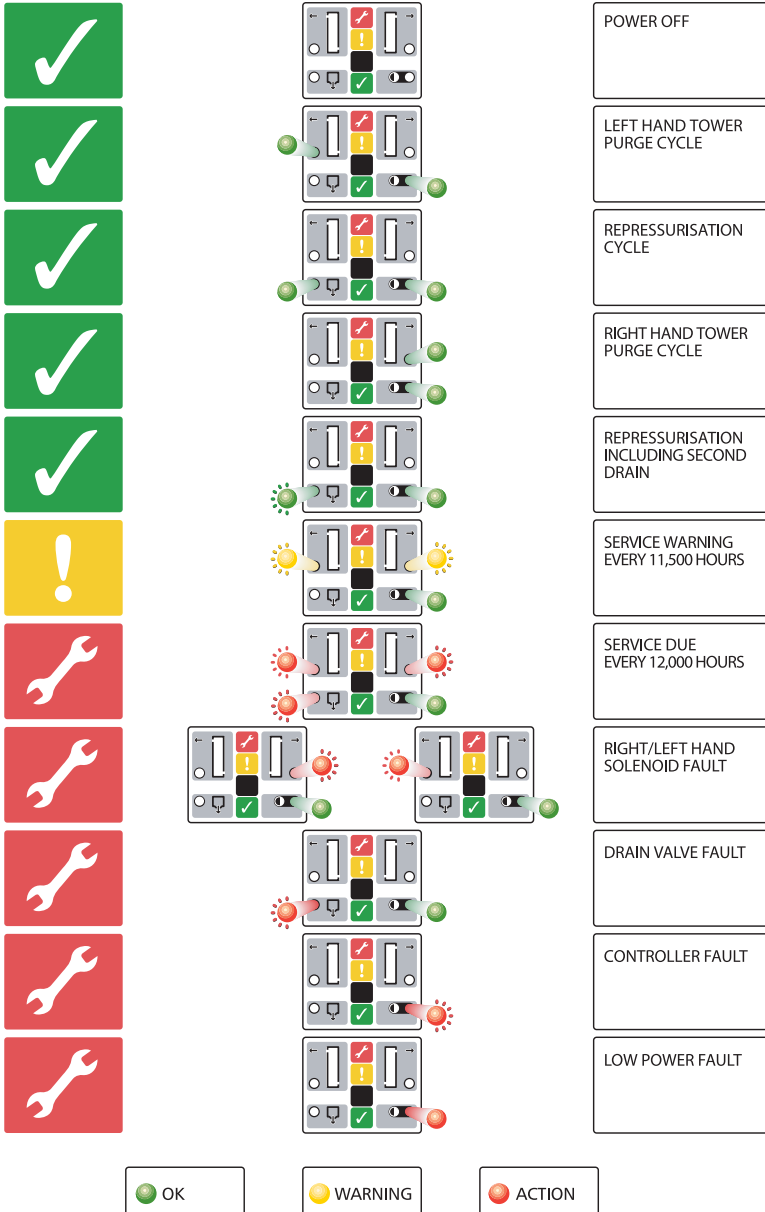 POWER OFF
LEFT HAND TOWER
PURGE CYCLE
REPRESSURISATION
CYCLE
RIGHT HAND TOWER
PURGE CYCLE
REPRESSURISATION
INCLUDING SECOND
DRAIN
SERVICE WARNING
EVERY 11,500 HOURS
SERVICE DUE
EVERY 12,000 HOURS
RIGHT/LEFT HAND
SOLENOID FAULT
DRAIN VALVE FAULT
CONTROLLER FAULT
LOW POWER FAULT
OK
WARNING
ACTION